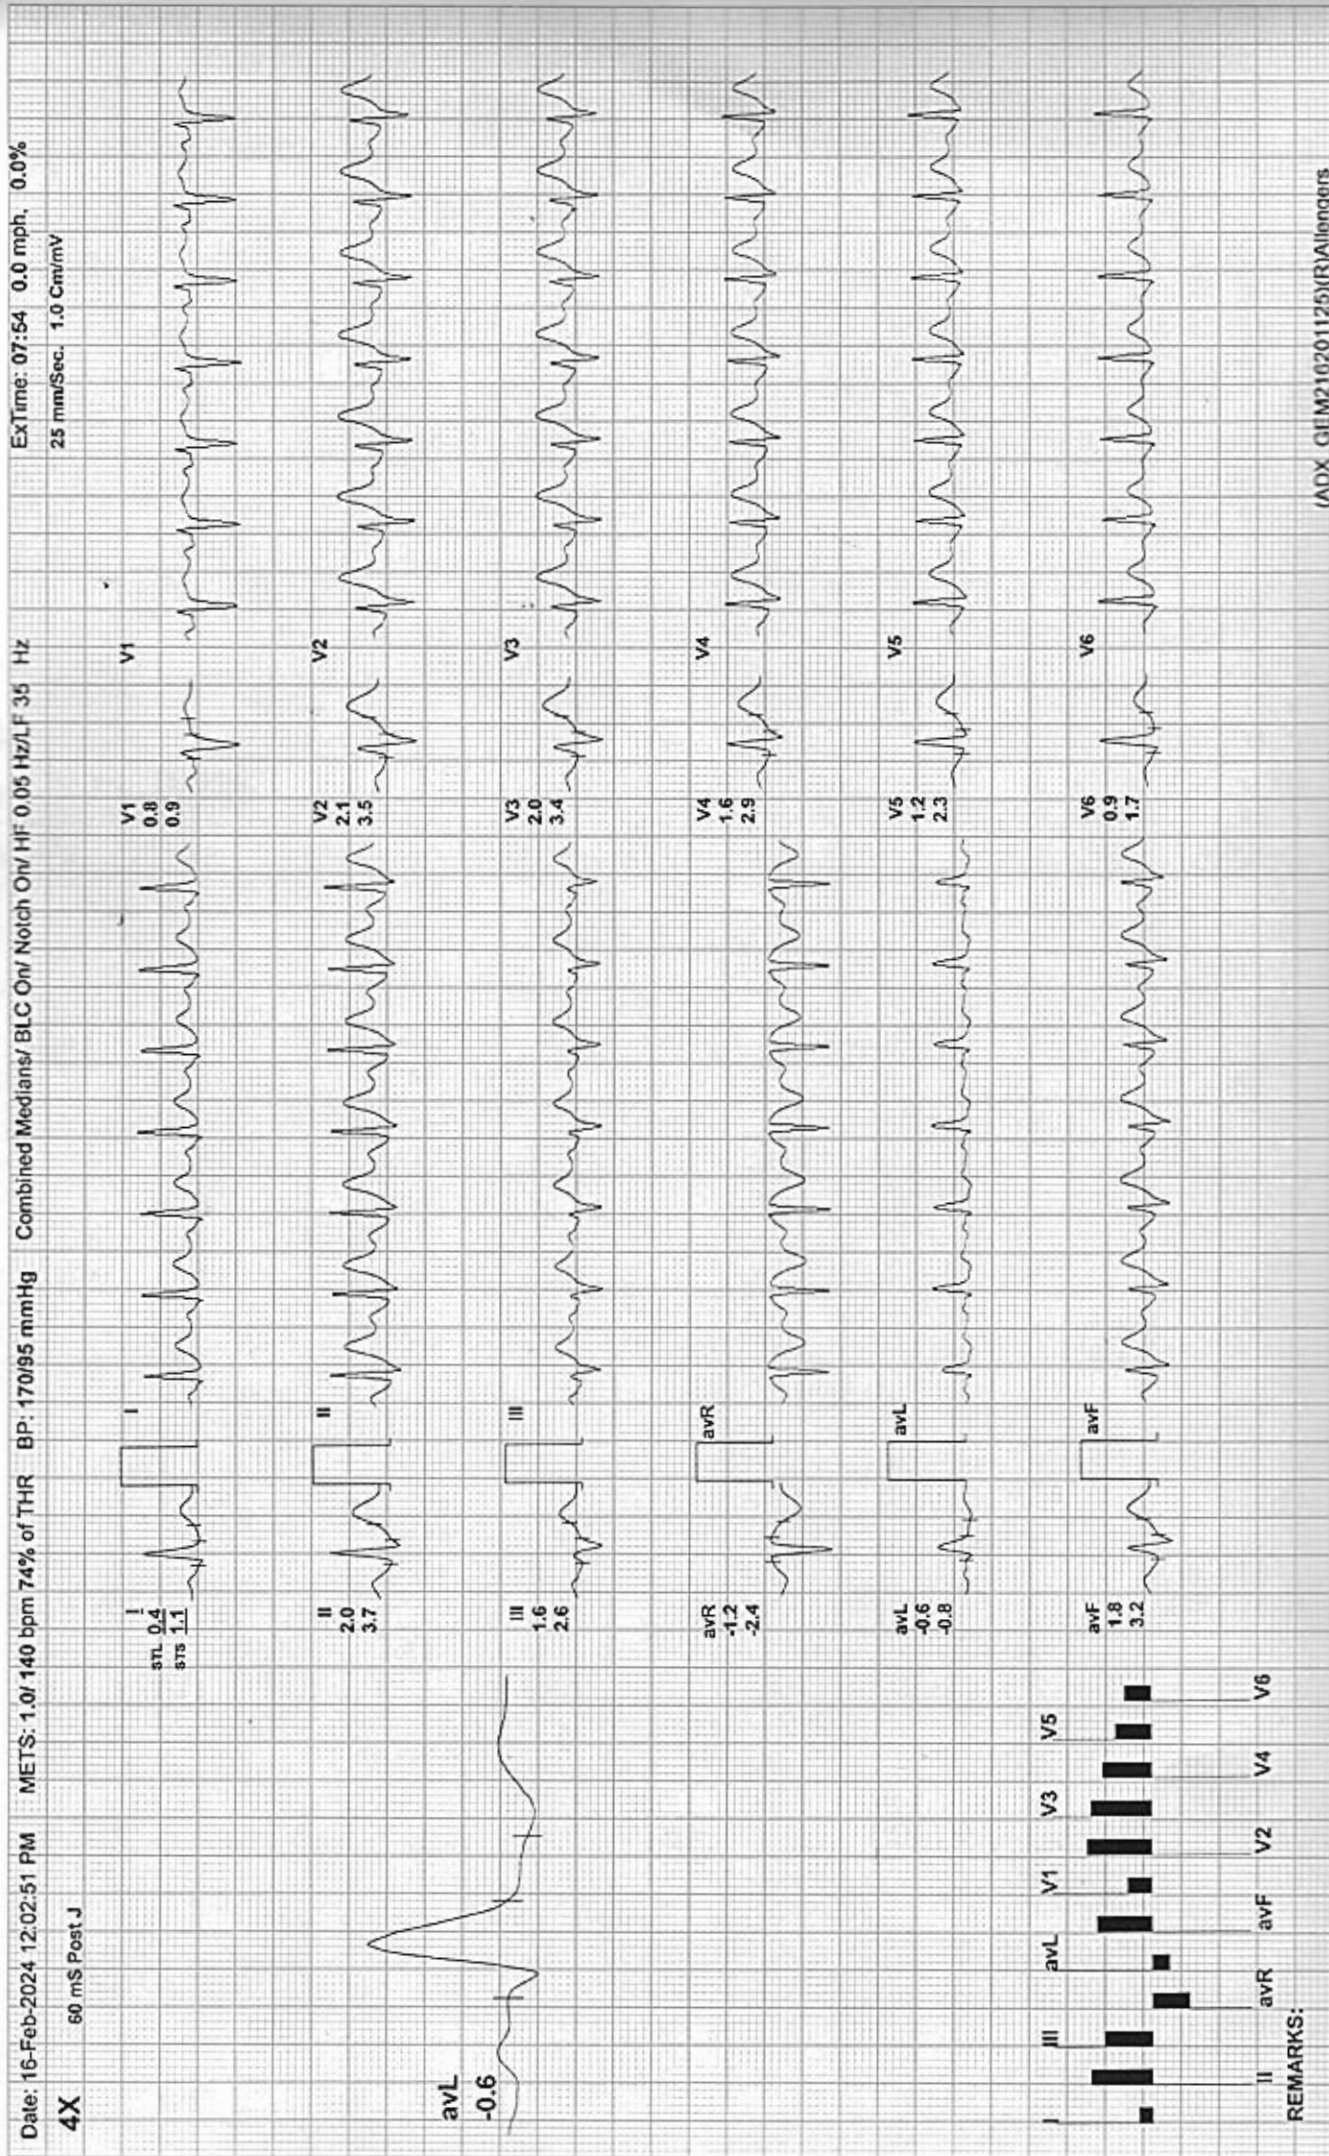 Date: 16-Feb-2024 12:02:51 PM METS: 1.0/ 140 bpm 74% of THR BP: 170/95 mmHg Combined Medians/ BLC On/ Notch On/ HF 0.05 Hz/LF 35 Hz ExTime: 07:54 0.0 mph, 0.0%
4X
60 mS Post J
25 mm/Sec. 1.0 Cm/mV
avL
-0.6
I
STL 0.4
STS 1.1
I
V1
0.8
0.9
V1
II
2.0
3.7
II
V2
2.1
3.5
V2
III
1.6
2.6
III
V3
2.0
3.4
V3
avR
-1.2
-2.4
avR
V4
1.6
2.9
V4
avL
-0.6
-0.8
avL
V5
1.2
2.3
V5
avF
1.8
3.2
avF
V6
0.9
1.7
V6
I III avL V1 V3 V5
II avR avF V2 V4 V6
REMARKS:
(ADX_GEM216201125)(R)Allengers